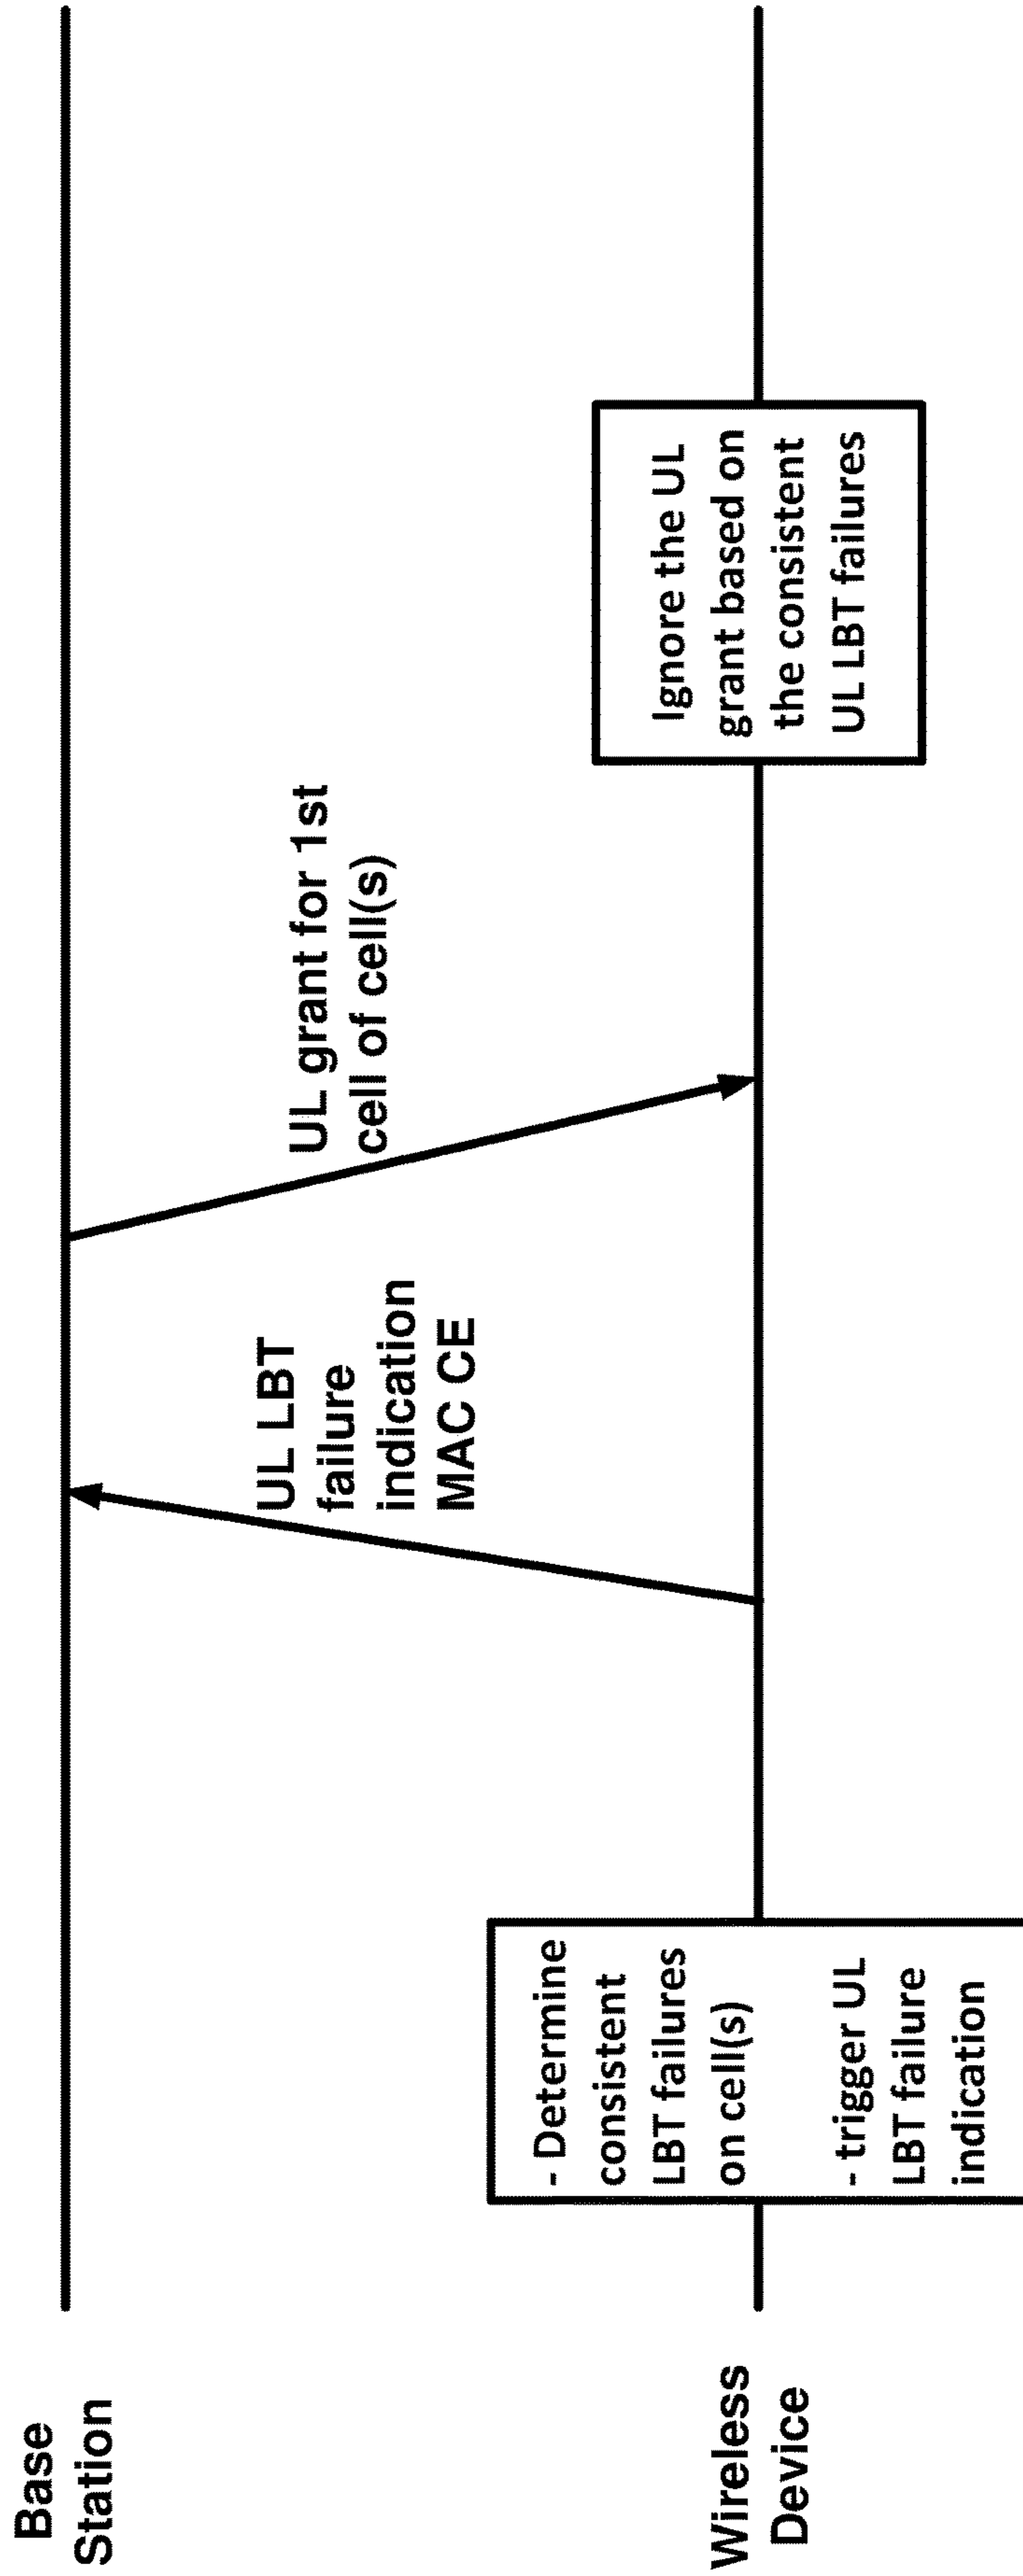 Base
Station
Wireless
Device
- Determine
consistent
LBT failures
on cell(s)
- trigger UL
LBT failure
indication
UL LBT
failure
indication
MAC CE
UL grant for 1st
cell of cell(s)
Ignore the UL
grant based on
the consistent
UL LBT failures